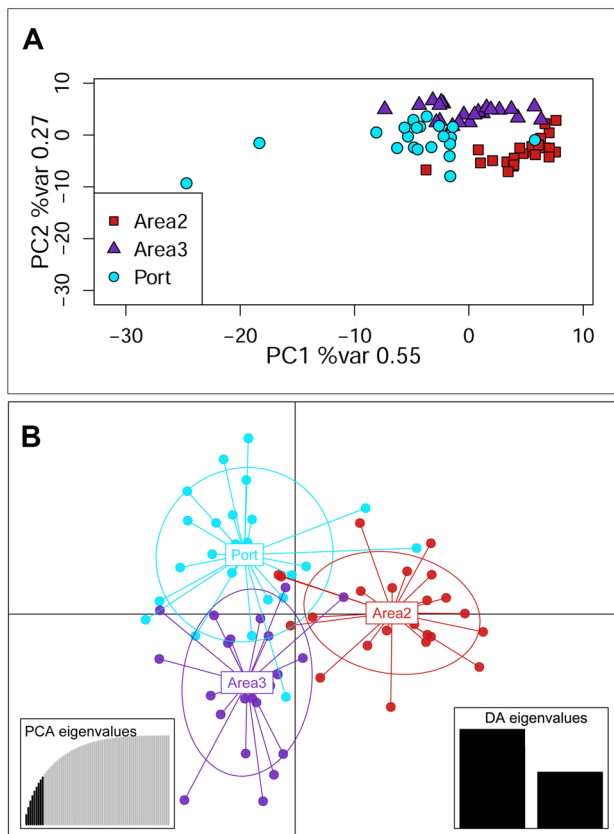 A
PC2 %var 0.27
10
0
−10
−20
−30
Area2
Area3
Port
−30
−20
−10
0
10
PC1 %var 0.55
B
Port
Area2
Area3
PCA eigenvalues
DA eigenvalues